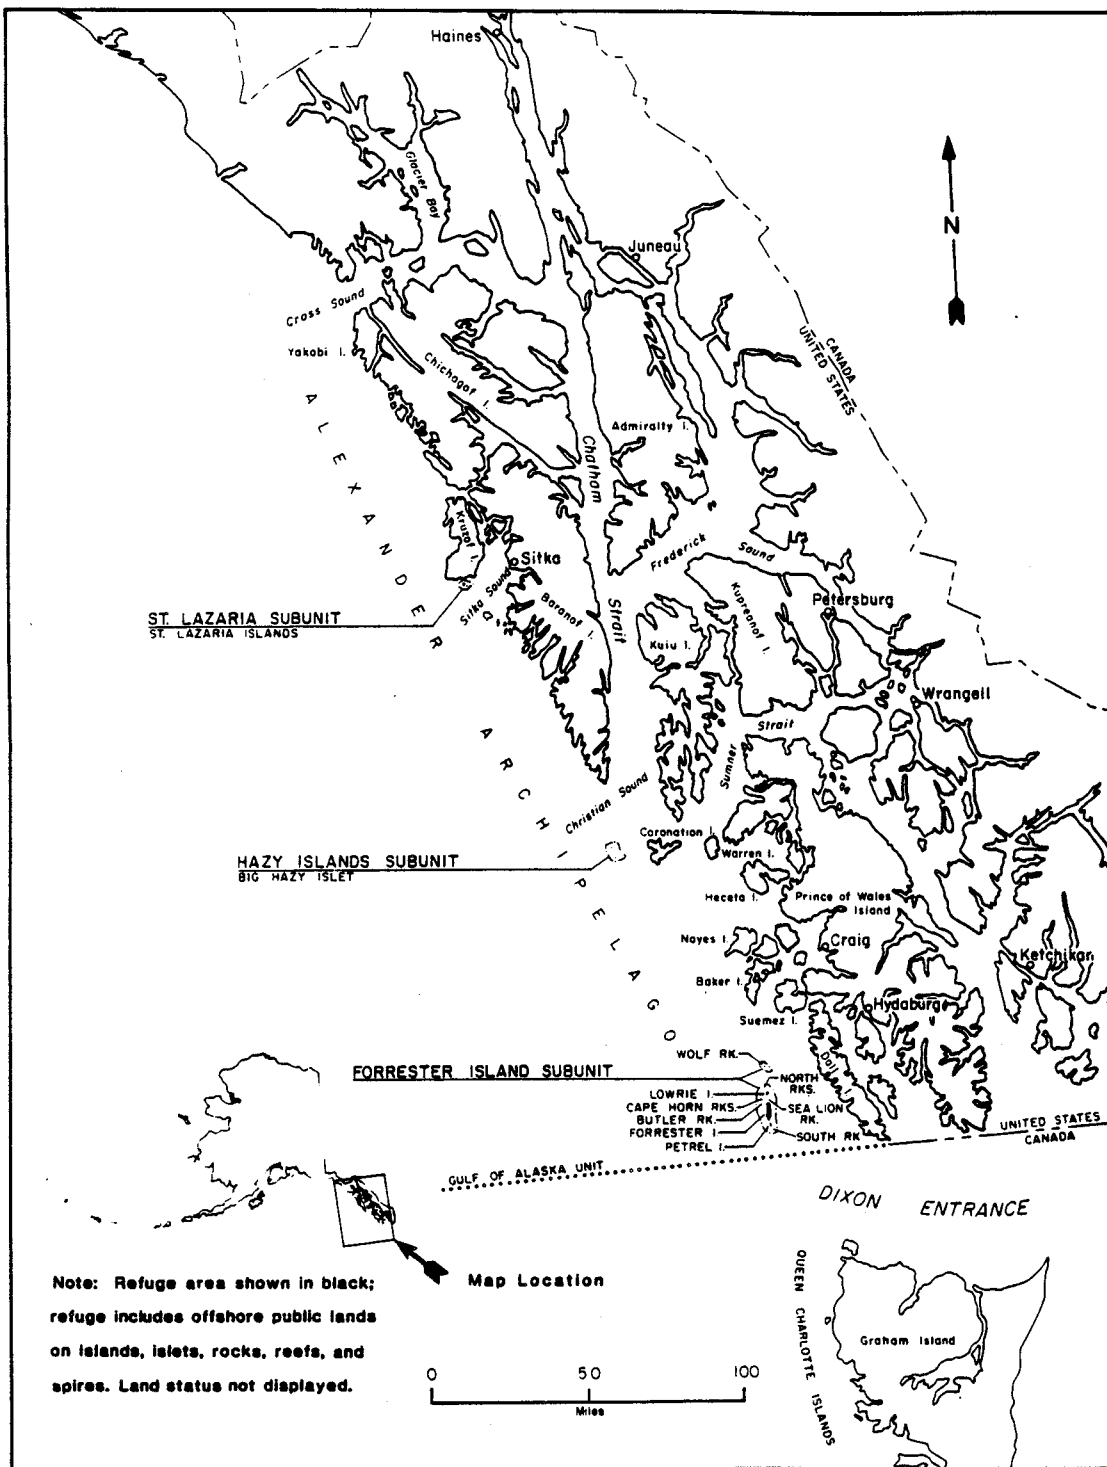 Haines
Glacier Bay
N
Juneau
Cross Sound
CANADA
UNITED STATES
Yakobi I.
Chichagof I.
ALEXANDER ARCHIPELAGO
Admiralty I.
Chatham
Strait
Kruzof I.
Sitka
Frederick
Sound
Sitka Sound
Baranof I.
Kupreanof I.
Petersburg
ST. LAZARIA SUBUNIT
ST. LAZARIA ISLANDS
Kuiu I.
Wrangell
Strait
Sumner
Christian Sound
Coronation I.
Warren I.
HAZY ISLANDS SUBUNIT
BIG HAZY ISLET
Heceta I.
Prince of Wales
Island
Noyes I.
Craig
Ketchikan
Baker I.
Suemez I.
Hydaburg
Dall I.
WOLF RK.
FORRESTER ISLAND SUBUNIT
NORTH
RKS.
LOWRIE I.
CAPE HORN RKS.
SEA LION
RK.
BUTLER RK.
FORRESTER I.
SOUTH RK
PETREL I.
UNITED STATES
CANADA
GULF OF ALASKA UNIT
DIXON ENTRANCE
Map Location
QUEEN CHARLOTTE ISLANDS
Graham Island
Note: Refuge area shown in black;
refuge includes offshore public lands
on islands, islets, rocks, reefs, and
spires. Land status not displayed.
0 50 100
Miles